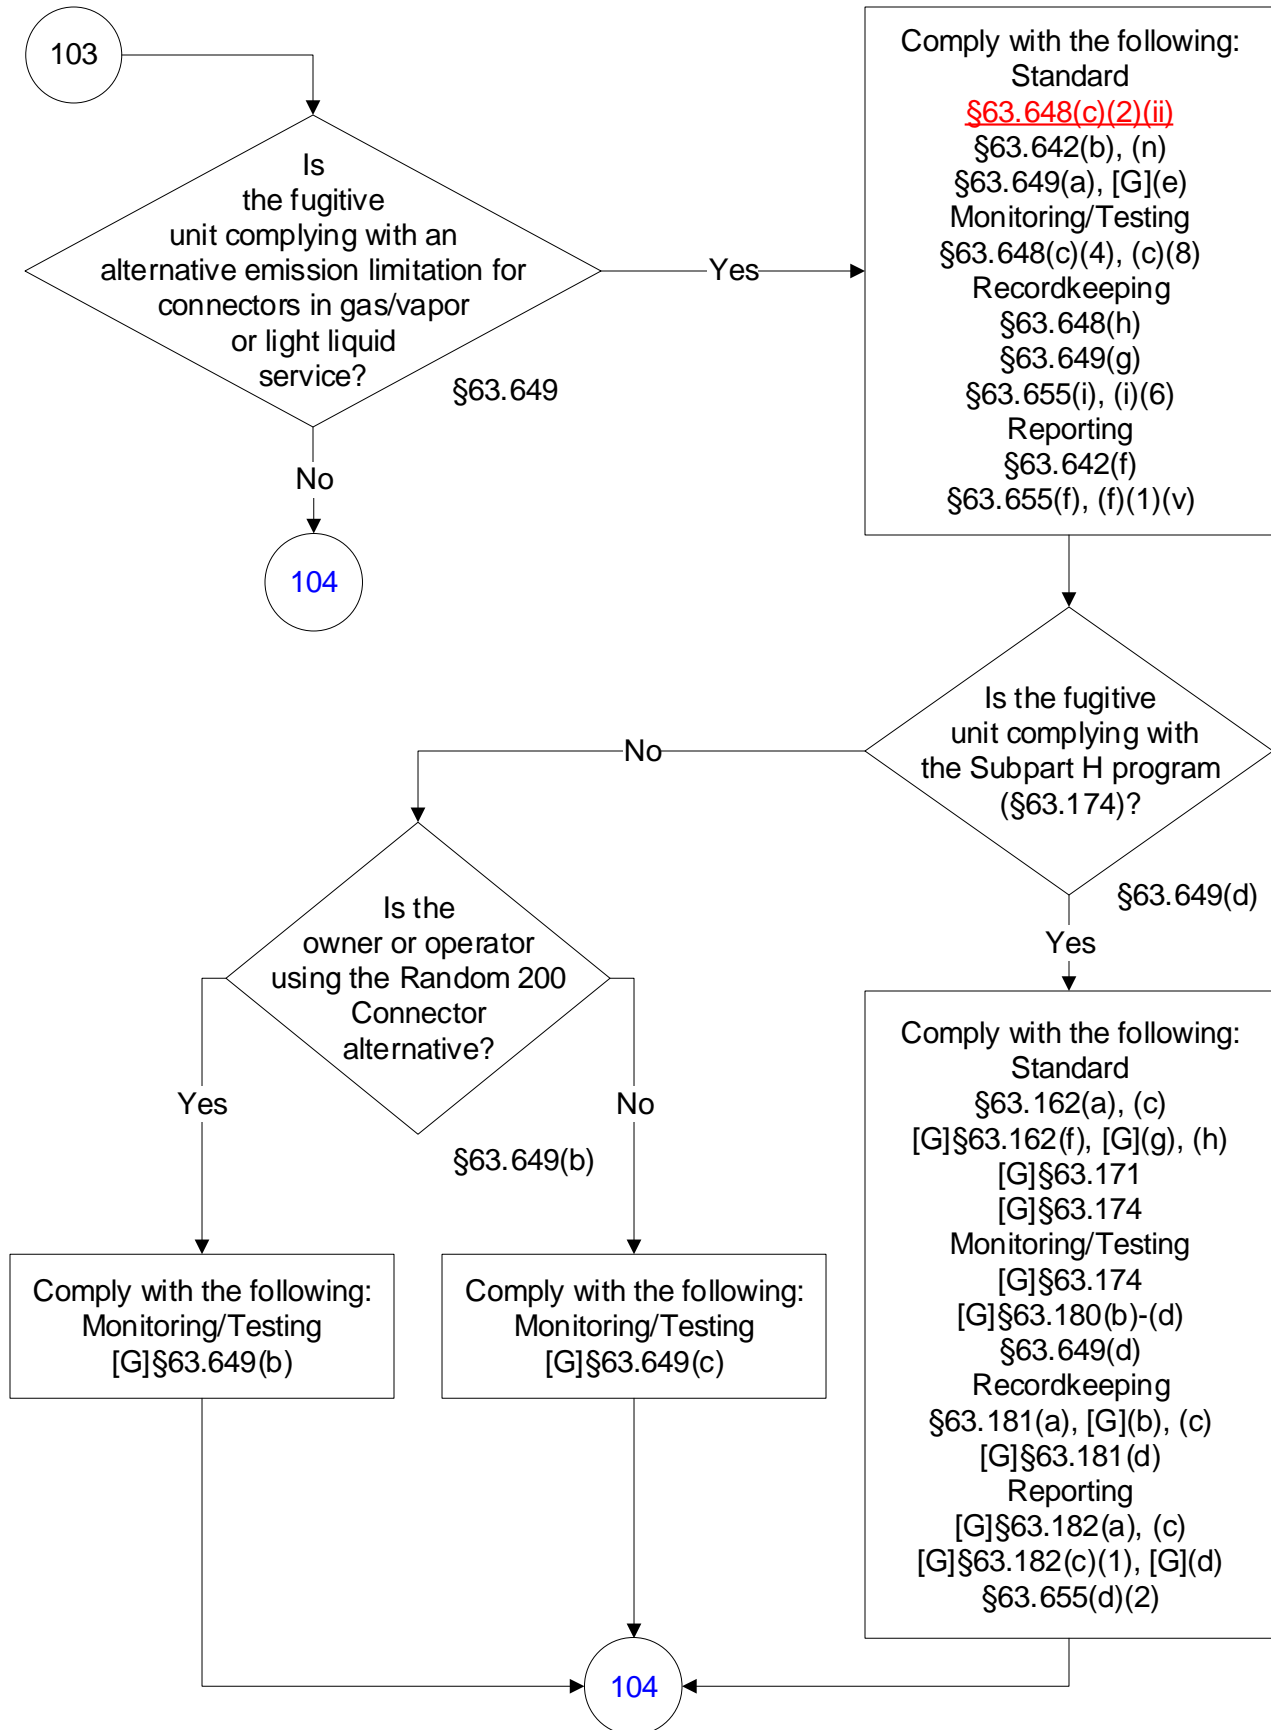 103
Is
the fugitive
unit complying with an
alternative emission limitation for
connectors in gas/vapor
or light liquid
service?
§63.649
Yes
No
104
Comply with the following:
Standard
§63.648(c)(2)(ii)
§63.642(b), (n)
§63.649(a), [G](e)
Monitoring/Testing
§63.648(c)(4), (c)(8)
Recordkeeping
§63.648(h)
§63.649(g)
§63.655(i), (i)(6)
Reporting
§63.642(f)
§63.655(f), (f)(1)(v)
Is the fugitive
unit complying with
the Subpart H program
(§63.174)?
§63.649(d)
No
Yes
Is the
owner or operator
using the Random 200
Connector
alternative?
§63.649(b)
Yes
No
Comply with the following:
Monitoring/Testing
[G]§63.649(b)
Comply with the following:
Monitoring/Testing
[G]§63.649(c)
Comply with the following:
Standard
§63.162(a), (c)
[G]§63.162(f), [G](g), (h)
[G]§63.171
[G]§63.174
Monitoring/Testing
[G]§63.174
[G]§63.180(b)-(d)
§63.649(d)
Recordkeeping
§63.181(a), [G](b), (c)
[G]§63.181(d)
Reporting
[G]§63.182(a), (c)
[G]§63.182(c)(1), [G](d)
§63.655(d)(2)
104